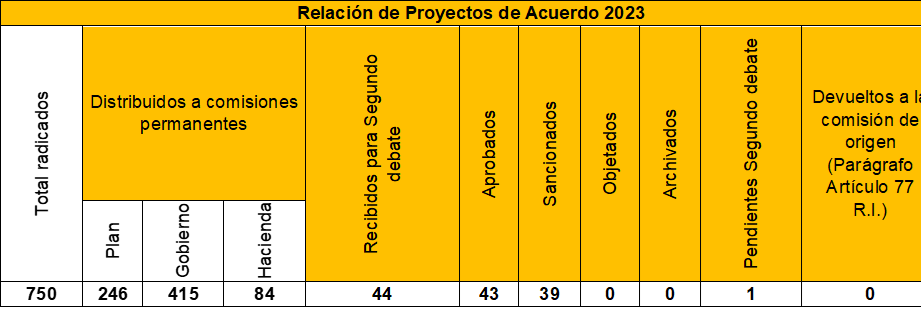 Relación de Proyectos de Acuerdo 2023
Total radicados
Distribuidos a comisiones
permanentes
Plan
Gobierno
Hacienda
Recibidos para Segundo
debate
Aprobados
Sancionados
Objetados
Archivados
Pendientes Segundo debate
Devueltos a la
comisión de
origen
(Parágrafo
Artículo 77
R.I.)
750 246 415 84 44 43 39 0 0 1 0